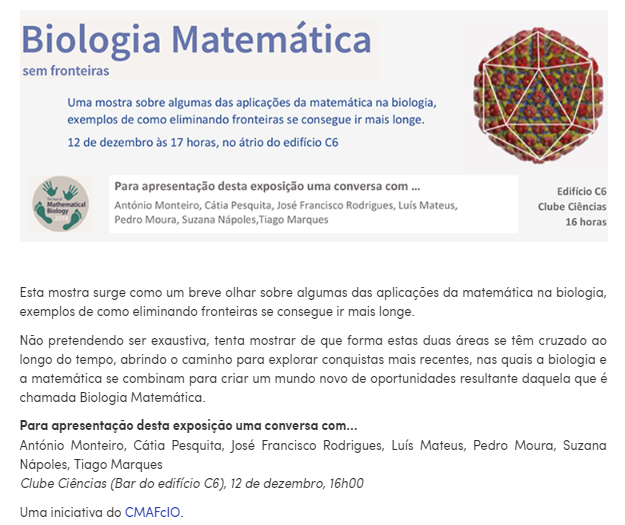 Biologia Matemática
sem fronteiras
Uma mostra sobre algumas das aplicações da matemática na biologia,
exemplos de como eliminando fronteiras se consegue ir mais longe.
12 de dezembro às 17 horas, no átrio do edifício C6
Mathematical
Biology
Para apresentação desta exposição uma conversa com ...
António Monteiro, Cátia Pesquita, José Francisco Rodrigues, Luís Mateus,
Pedro Moura, Suzana Nápoles,Tiago Marques
Edifício C6
Clube Ciências
16 horas
Esta mostra surge como um breve olhar sobre algumas das aplicações da matemática na biologia,
exemplos de como eliminando fronteiras se consegue ir mais longe.
Não pretendendo ser exaustiva, tenta mostrar de que forma estas duas áreas se têm cruzado ao
longo do tempo, abrindo o caminho para explorar conquistas mais recentes, nas quais a biologia e
a matemática se combinam para criar um mundo novo de oportunidades resultante daquela que é
chamada Biologia Matemática.
Para apresentação desta exposição uma conversa com...
António Monteiro, Cátia Pesquita, José Francisco Rodrigues, Luís Mateus, Pedro Moura, Suzana
Nápoles, Tiago Marques
Clube Ciências (Bar do edifício C6), 12 de dezembro, 16h00
Uma iniciativa do CMAFcIO.